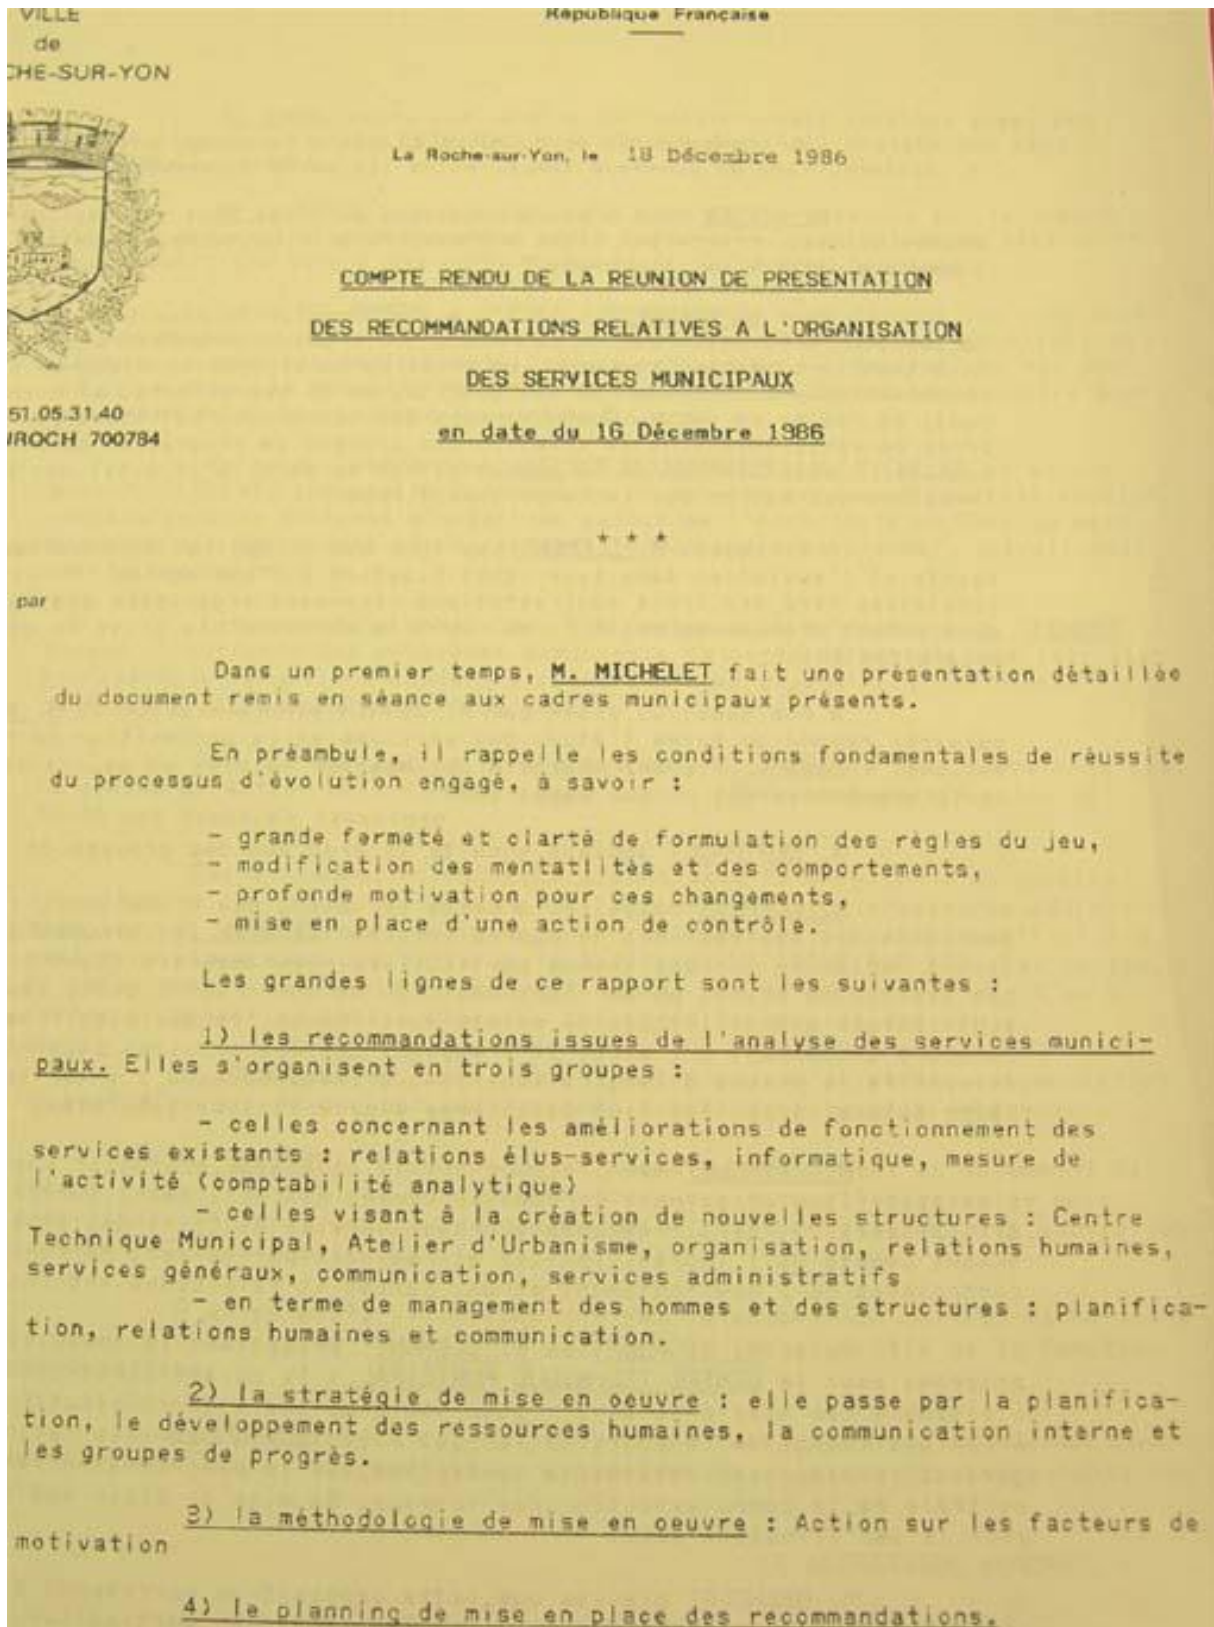 VILLE
de
CHE-SUR-YON
République Française
La Roche-sur-Yon, le 18 Décembre 1986
COMPTE RENDU DE LA REUNION DE PRESENTATION
DES RECOMMANDATIONS RELATIVES A L'ORGANISATION
DES SERVICES MUNICIPAUX
en date du 16 Décembre 1986
51.05.31.40
ROCH 700784
* * *
par
Dans un premier temps, M. MICHELET fait une présentation détaillée
du document remis en séance aux cadres municipaux présents.
En préambule, il rappelle les conditions fondamentales de réussite
du processus d'évolution engagé, à savoir :
- grande fermeté et clarté de formulation des règles du jeu,
- modification des mentatlités et des comportements,
- profonde motivation pour ces changements,
- mise en place d'une action de contrôle.
Les grandes lignes de ce rapport sont les suivantes :
1) les recommandations issues de l'analyse des services munici-
paux. Elles s'organisent en trois groupes :
- celles concernant les améliorations de fonctionnement des
services existants : relations élus-services, informatique, mesure de
l'activité (comptabilité analytique)
- celles visant à la création de nouvelles structures : Centre
Technique Municipal, Atelier d'Urbanisme, organisation, relations humaines,
services généraux, communication, services administratifs
- en terme de management des hommes et des structures : planifica-
tion, relations humaines et communication.
2) la stratégie de mise en oeuvre : elle passe par la planifica-
tion, le développement des ressources humaines, la communication interne et
les groupes de progrès.
3) la méthodologie de mise en oeuvre : Action sur les facteurs de
motivation
4) le planning de mise en place des recommandations.